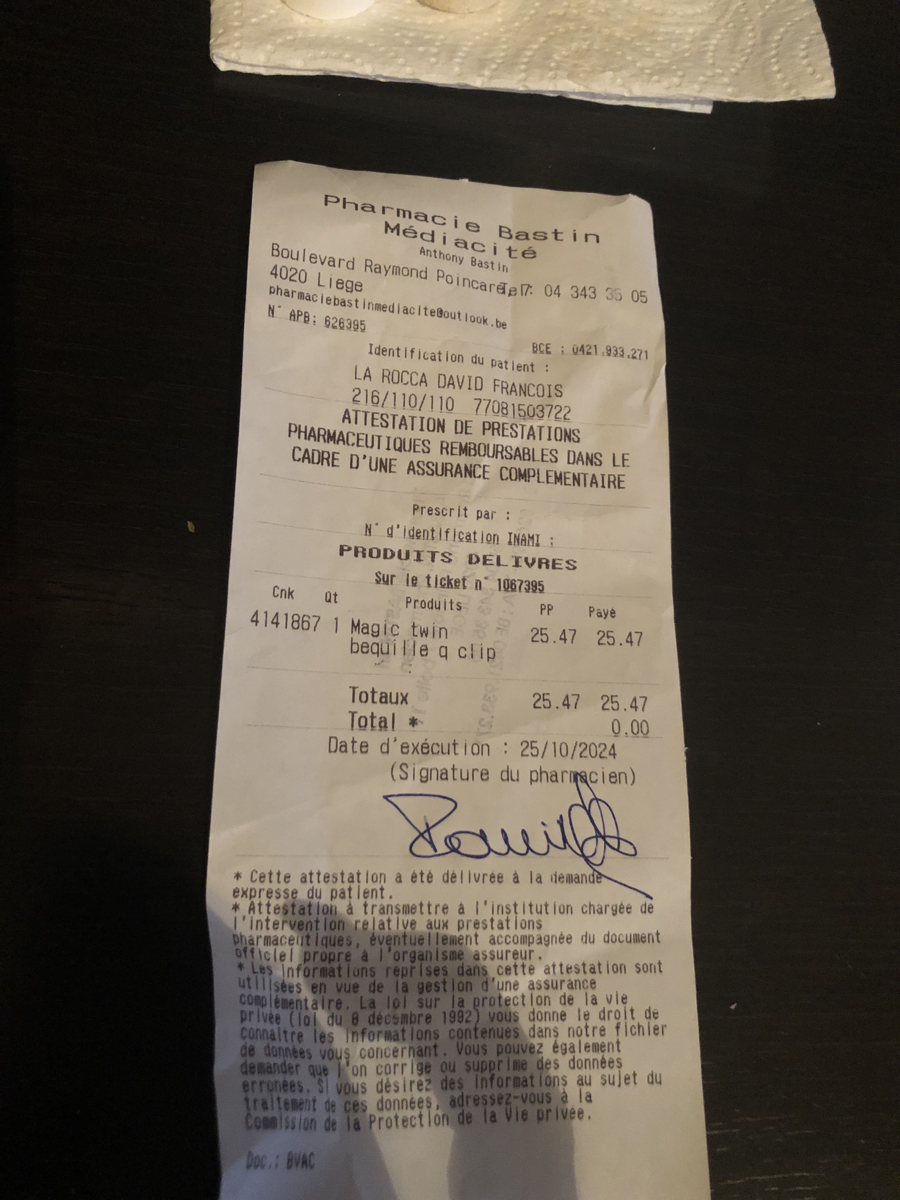 Pharmacie Bastin
Médiacité
Anthony Bastin
Boulevard Raymond Poincaré 7: 04 343 35 05
4020 Liege
pharmaciebastinmediacite@outlook.be
N° APB: 626395
BCE : 0421.933.271
Identification du patient :
LA ROCCA DAVID FRANCOIS
216/110/110 77081503722
ATTESTATION DE PRESTATIONS
PHARMACEUTIQUES REMBOURSABLES DANS LE
CADRE D'UNE ASSURANCE COMPLEMENTAIRE
Prescrit par :
N° d'identification INAMI :
PRODUITS DELIVRES
Sur le ticket n° 1067395
Cnk Qt Produits PP Payé
4141867 1 Magic twin 25.47 25.47
bequille q clip
Totaux 25.47 25.47
Total * 0.00
Date d'exécution : 25/10/2024
(Signature du pharmacien)
* Cette attestation a été délivrée à la demande
expresse du patient.
* Attestation à transmettre à l'institution chargée de
l'intervention relative aux prestations
pharmaceutiques, éventuellement accompagnée du document
officiel propre à l'organisme assureur.
* Les informations reprises dans cette attestation sont
utilisées en vue de la gestion d'une assurance
complémentaire. La loi sur la protection de la vie
privée (loi du 8 décembre 1992) vous donne le droit de
connaître les informations contenues dans notre fichier
de données vous concernant. Vous pouvez également
demander que l'on corrige ou supprime des données
erronées. Si vous désirez des informations au sujet du
traitement de ces données, adressez-vous à la
Commission de la Protection de la Vie privée.
Doc.: BVAC